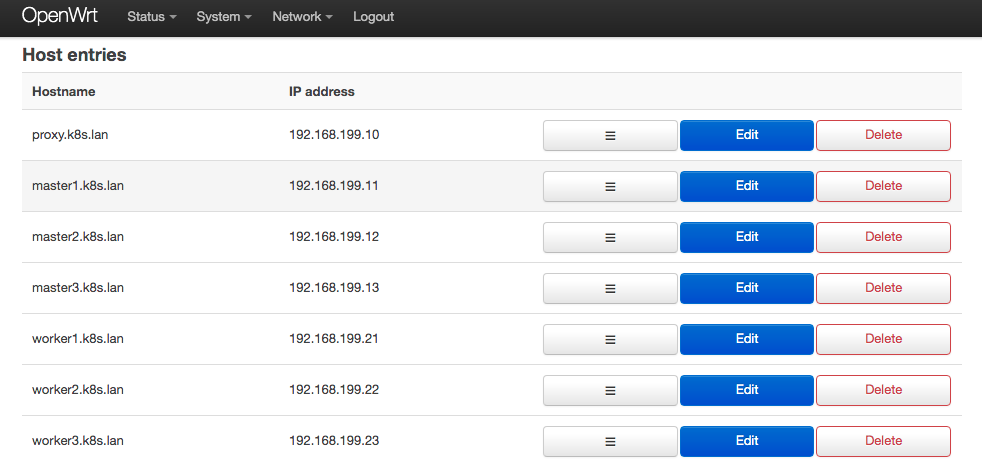 OpenWrt Status System Network Logout
Host entries
Hostname IP address
proxy.k8s.lan 192.168.199.10 ≡ Edit Delete
master1.k8s.lan 192.168.199.11 ≡ Edit Delete
master2.k8s.lan 192.168.199.12 ≡ Edit Delete
master3.k8s.lan 192.168.199.13 ≡ Edit Delete
worker1.k8s.lan 192.168.199.21 ≡ Edit Delete
worker2.k8s.lan 192.168.199.22 ≡ Edit Delete
worker3.k8s.lan 192.168.199.23 ≡ Edit Delete